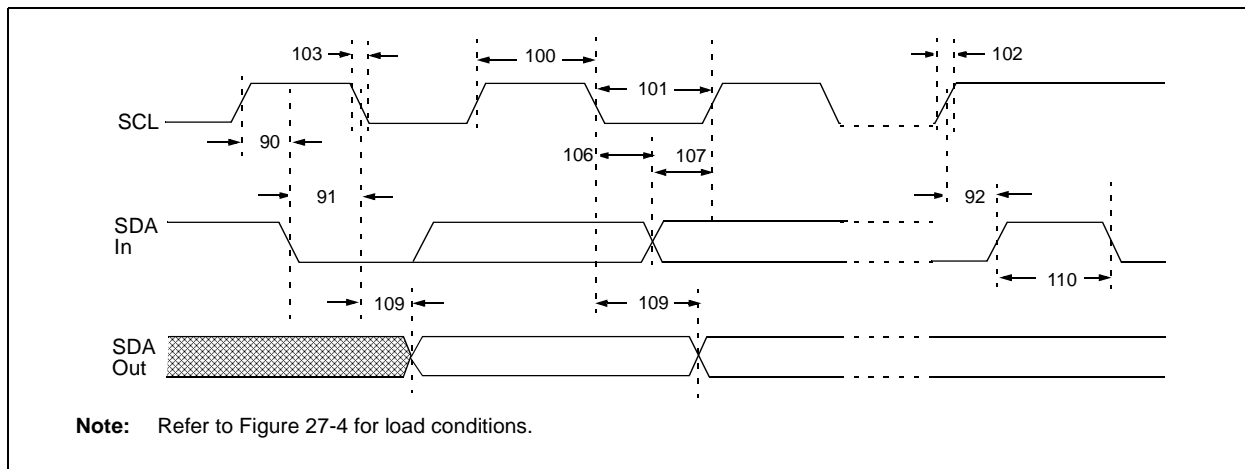 103
100
102
101
SCL
90
106
107
91
92
SDA
In
110
109
109
SDA
Out
Note: Refer to Figure 27-4 for load conditions.